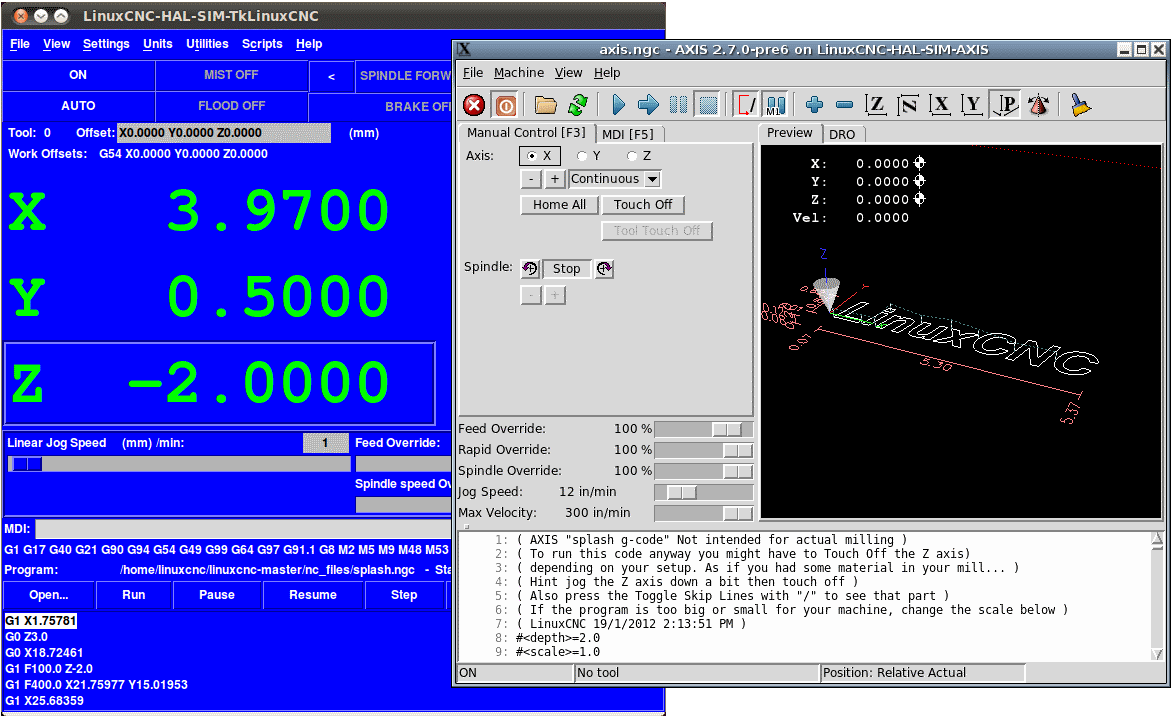 LinuxCNC-HAL-SIM-TkLinuxCNC
File View Settings Units Utilities Scripts Help
ON MIST OFF < SPINDLE FORW
AUTO FLOOD OFF BRAKE OF
Tool: 0 Offset: X0.0000 Y0.0000 Z0.0000 (mm)
Work Offsets: G54 X0.0000 Y0.0000 Z0.0000
X 3.9700
Y 0.5000
Z -2.0000
Linear Jog Speed (mm) /min: 1 Feed Override:
Spindle speed Ov
MDI:
G1 G17 G40 G21 G90 G94 G54 G49 G99 G64 G97 G91.1 G8 M2 M5 M9 M48 M53
Program: /home/linuxcnc/linuxcnc-master/nc_files/splash.ngc - Sta
Open... Run Pause Resume Step
G1 X1.75781
G0 Z3.0
G0 X18.72461
G1 F100.0 Z-2.0
G1 F400.0 X21.75977 Y15.01953
G1 X25.68359
axis.ngc - AXIS 2.7.0-pre6 on LinuxCNC-HAL-SIM-AXIS
File Machine View Help
M1 Z N X Y P
Manual Control [F3] MDI [F5]
Axis: X Y Z
- + Continuous
Home All Touch Off
Tool Touch Off
Spindle: Stop
- +
Feed Override: 100 %
Rapid Override: 100 %
Spindle Override: 100 %
Jog Speed: 12 in/min
Max Velocity: 300 in/min
Preview DRO
X: 0.0000
Y: 0.0000
Z: 0.0000
Vel: 0.0000
Z
Y
LinuxCNC
0.07
5.30
5.37
1: ( AXIS "splash g-code" Not intended for actual milling )
2: ( To run this code anyway you might have to Touch Off the Z axis)
3: ( depending on your setup. As if you had some material in your mill... )
4: ( Hint jog the Z axis down a bit then touch off )
5: ( Also press the Toggle Skip Lines with "/" to see that part )
6: ( If the program is too big or small for your machine, change the scale below )
7: ( LinuxCNC 19/1/2012 2:13:51 PM )
8: #<depth>=2.0
9: #<scale>=1.0
ON No tool Position: Relative Actual